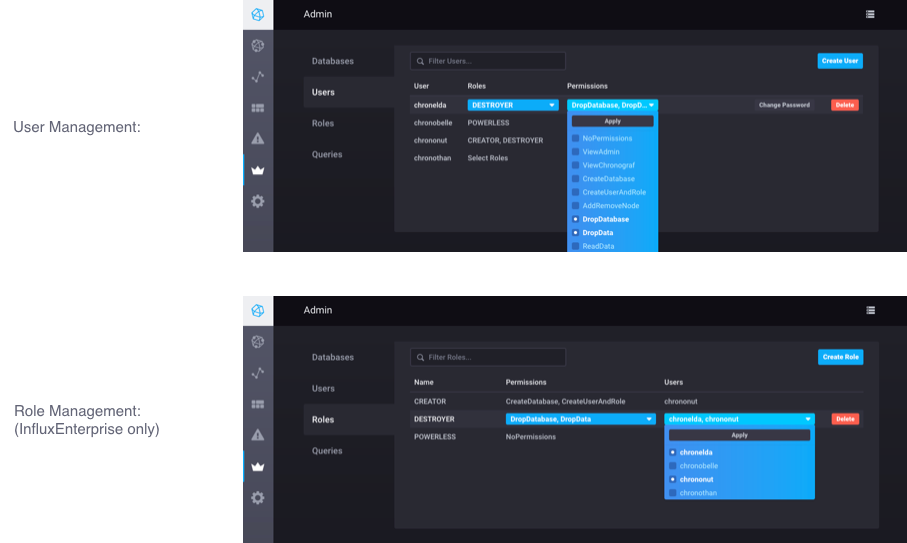 User Management:
Admin
Databases
Users
Roles
Queries
Filter Users...
Create User
User Roles Permissions
chronelda DESTROYER DropDatabase, DropD... Change Password Delete
chronobelle POWERLESS
chrononut CREATOR, DESTROYER
chronothan Select Roles
Apply
NoPermissions
ViewAdmin
ViewChronograf
CreateDatabase
CreateUserAndRole
AddRemoveNode
DropDatabase
DropData
ReadData
Role Management:
(InfluxEnterprise only)
Admin
Databases
Users
Roles
Queries
Filter Roles...
Create Role
Name Permissions Users
CREATOR CreateDatabase, CreateUserAndRole chrononut
DESTROYER DropDatabase, DropData chronelda, chrononut Delete
POWERLESS NoPermissions
Apply
chronelda
chronobelle
chrononut
chronothan